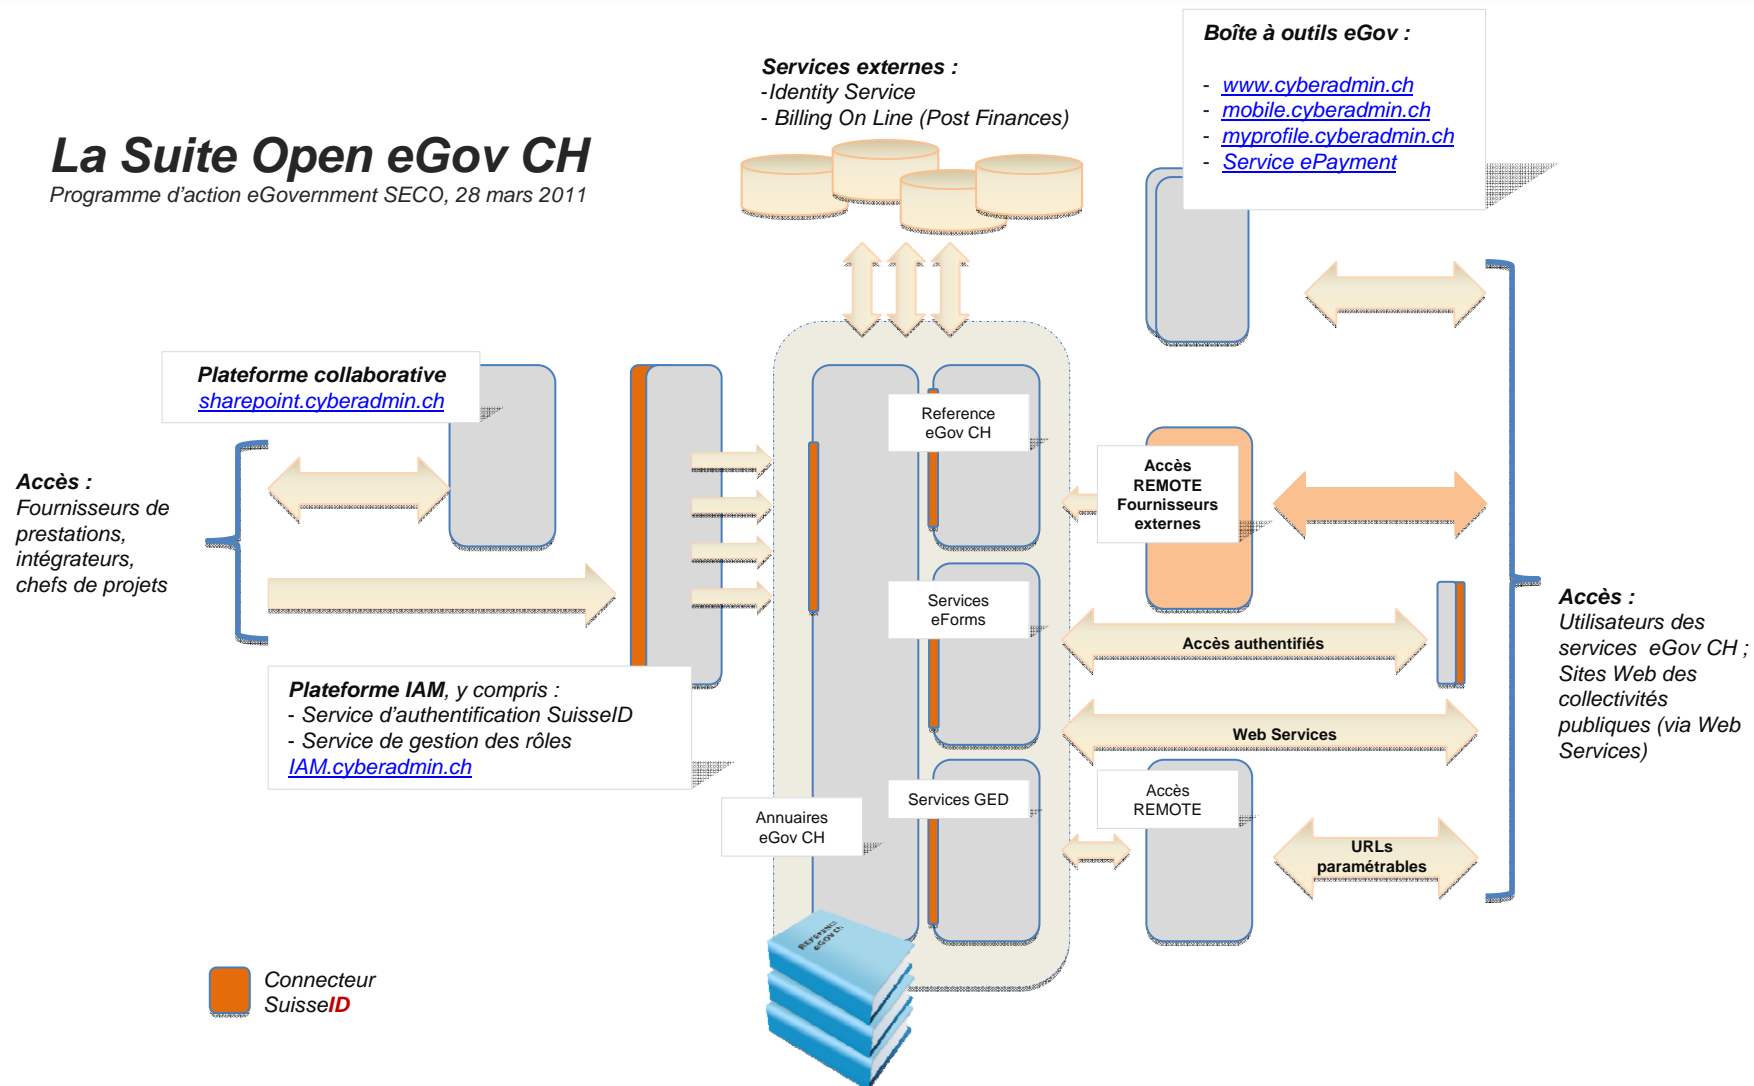 La Suite Open eGov CH
Programme d'action eGovernment SECO, 28 mars 2011
Services externes :
-Identity Service
- Billing On Line (Post Finances)
Boîte à outils eGov :
- www.cyberadmin.ch
- mobile.cyberadmin.ch
- myprofile.cyberadmin.ch
- Service ePayment
Plateforme collaborative
sharepoint.cyberadmin.ch
Accès :
Fournisseurs de
prestations,
intégrateurs,
chefs de projets
Plateforme IAM, y compris :
- Service d'authentification SuisseID
- Service de gestion des rôles
IAM.cyberadmin.ch
Reference
eGov CH
Services
eForms
Services GED
Annuaires
eGov CH
REFERENCE
eGOV CH
Accès
REMOTE
Fournisseurs
externes
Accès authentifiés
Web Services
Accès
REMOTE
URLs
paramétrables
Accès :
Utilisateurs des
services  eGov CH ;
Sites Web des
collectivités
publiques (via Web
Services)
Connecteur
SuisseID